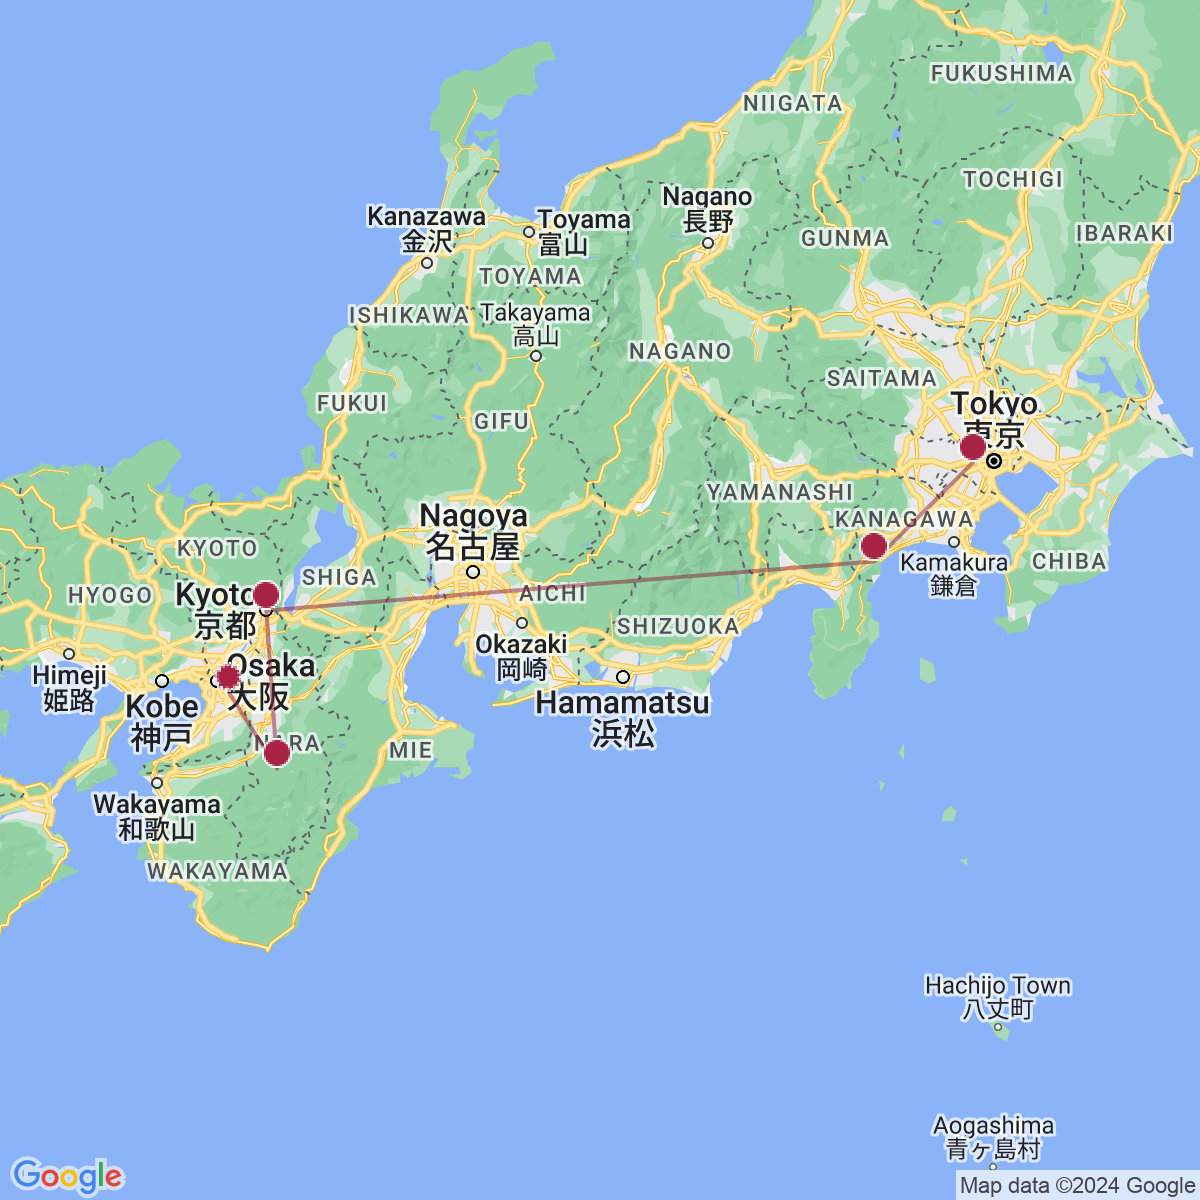 FUKUSHIMA
NIIGATA
TOCHIGI
Nagano
長野
Kanazawa
金沢
Toyama
富山
IBARAKI
GUNMA
TOYAMA
ISHIKAWA
Takayama
高山
NAGANO
SAITAMA
FUKUI
Tokyo
東京
GIFU
YAMANASHI
Nagoya
名古屋
KANAGAWA
KYOTO
Kamakura
鎌倉
CHIBA
SHIGA
HYOGO
Kyoto
京都
AICHI
SHIZUOKA
Okazaki
岡崎
Himeji
姫路
Osaka
大阪
Kobe
神戸
Hamamatsu
浜松
NARA
MIE
Wakayama
和歌山
WAKAYAMA
Hachijo Town
八丈町
Aogashima
青ヶ島村
Google
Map data ©2024 Google